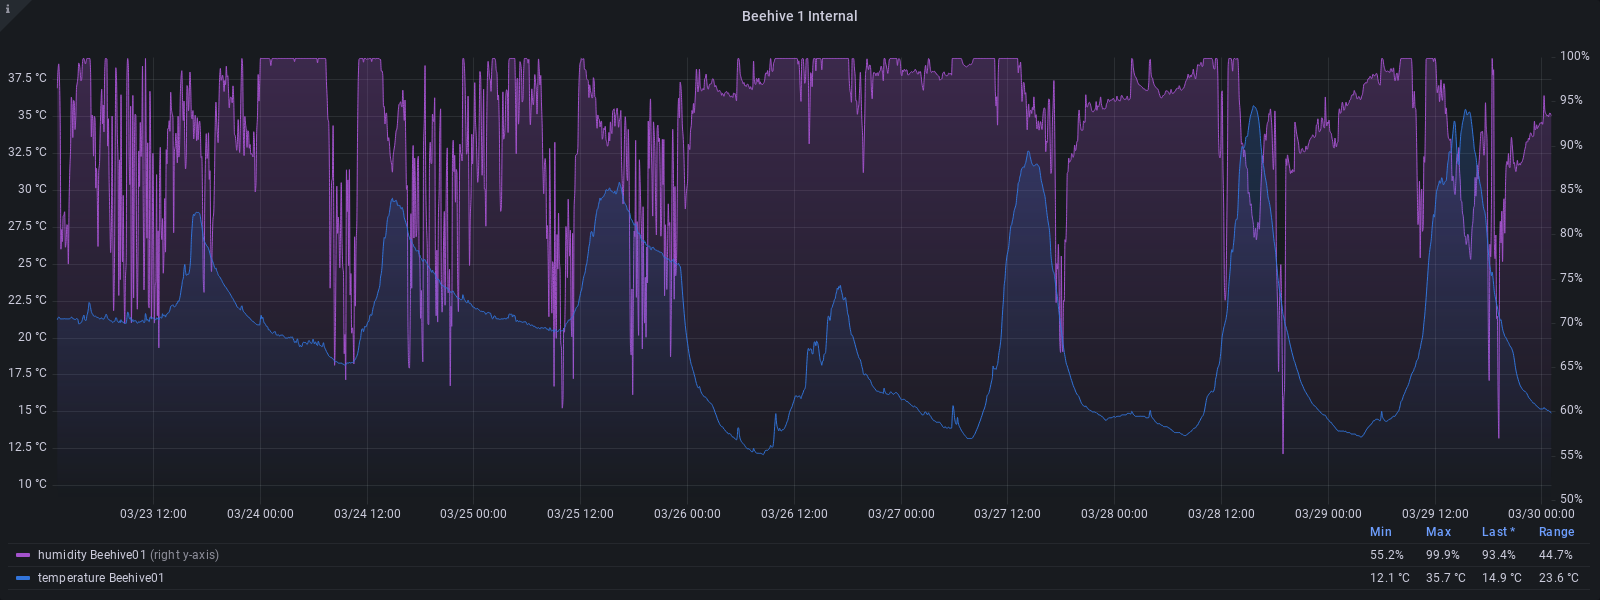 i
Beehive 1 Internal
37.5 °C
35 °C
32.5 °C
30 °C
27.5 °C
25 °C
22.5 °C
20 °C
17.5 °C
15 °C
12.5 °C
10 °C
100%
95%
90%
85%
80%
75%
70%
65%
60%
55%
50%
03/23 12:00 03/24 00:00 03/24 12:00 03/25 00:00 03/25 12:00 03/26 00:00 03/26 12:00 03/27 00:00 03/27 12:00 03/28 00:00 03/28 12:00 03/29 00:00 03/29 12:00 03/30 00:00
Min Max Last * Range
humidity Beehive01 (right y-axis) 55.2% 99.9% 93.4% 44.7%
temperature Beehive01 12.1 °C 35.7 °C 14.9 °C 23.6 °C